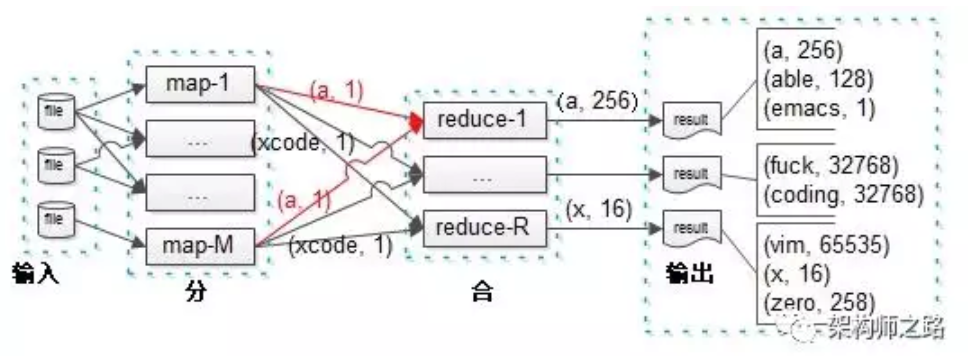 file
file
file
输入
map-1
...
...
map-M
分
(a, 1)
(xcode, 1)
(a, 1)
(xcode, 1)
reduce-1
...
reduce-R
合
(a, 256)
(x, 16)
result
result
result
输出
(a, 256)
(able, 128)
(emacs, 1)
(fuck, 32768)
(coding, 32768)
(vim, 65535)
(x, 16)
(zero, 258)
架构师之路